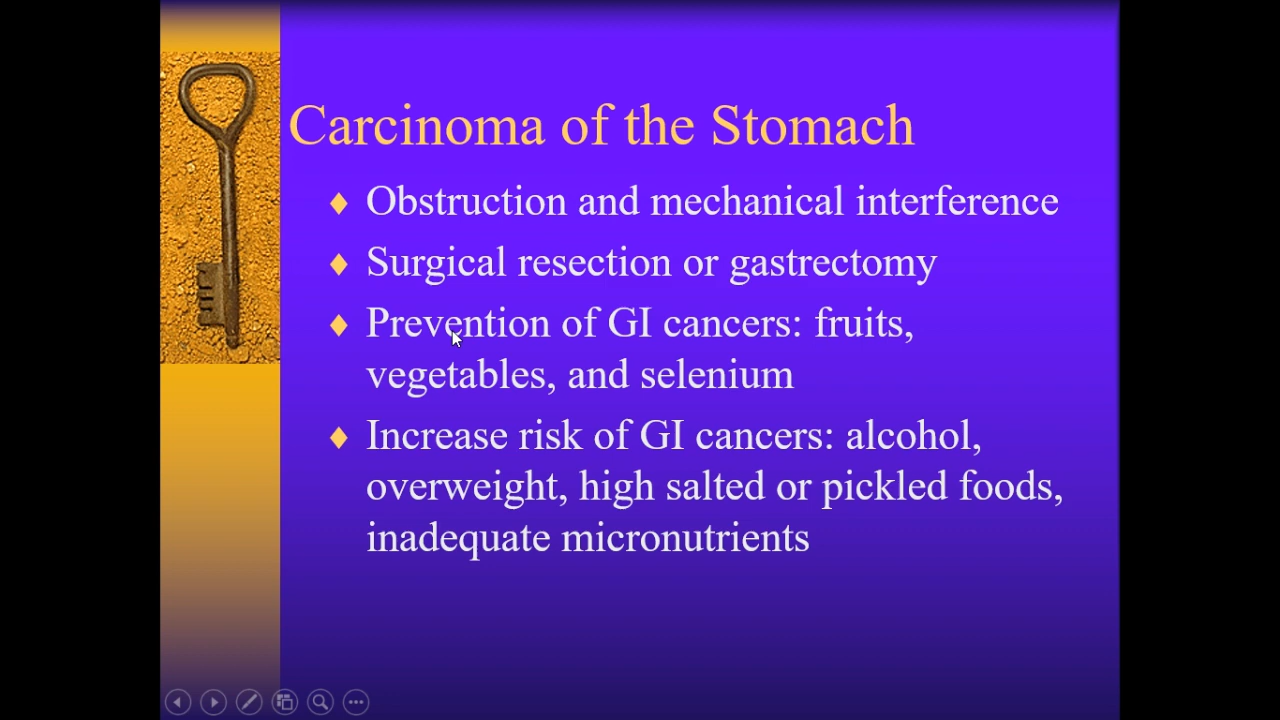 Carcinoma of the Stomach
Obstruction and mechanical interference
Surgical resection or gastrectomy
Prevention of GI cancers: fruits,
vegetables, and selenium
Increase risk of GI cancers: alcohol,
overweight, high salted or pickled foods,
inadequate micronutrients